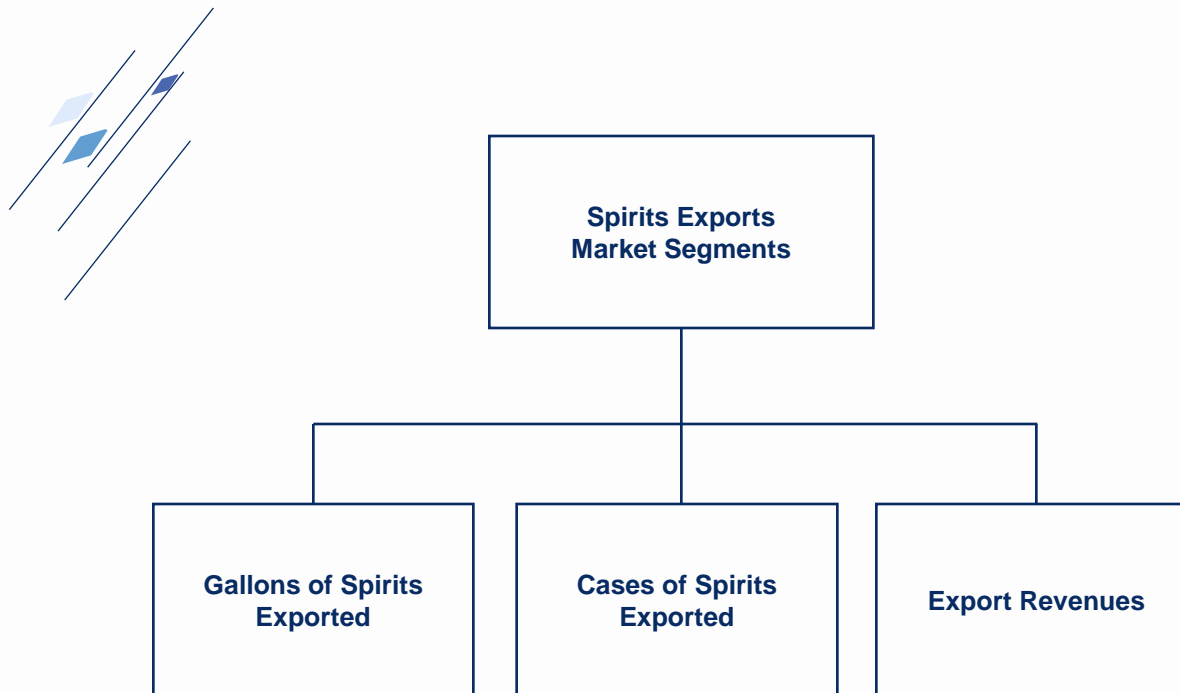 Spirits Exports
Market Segments
Gallons of Spirits
Exported
Cases of Spirits
Exported
Export Revenues